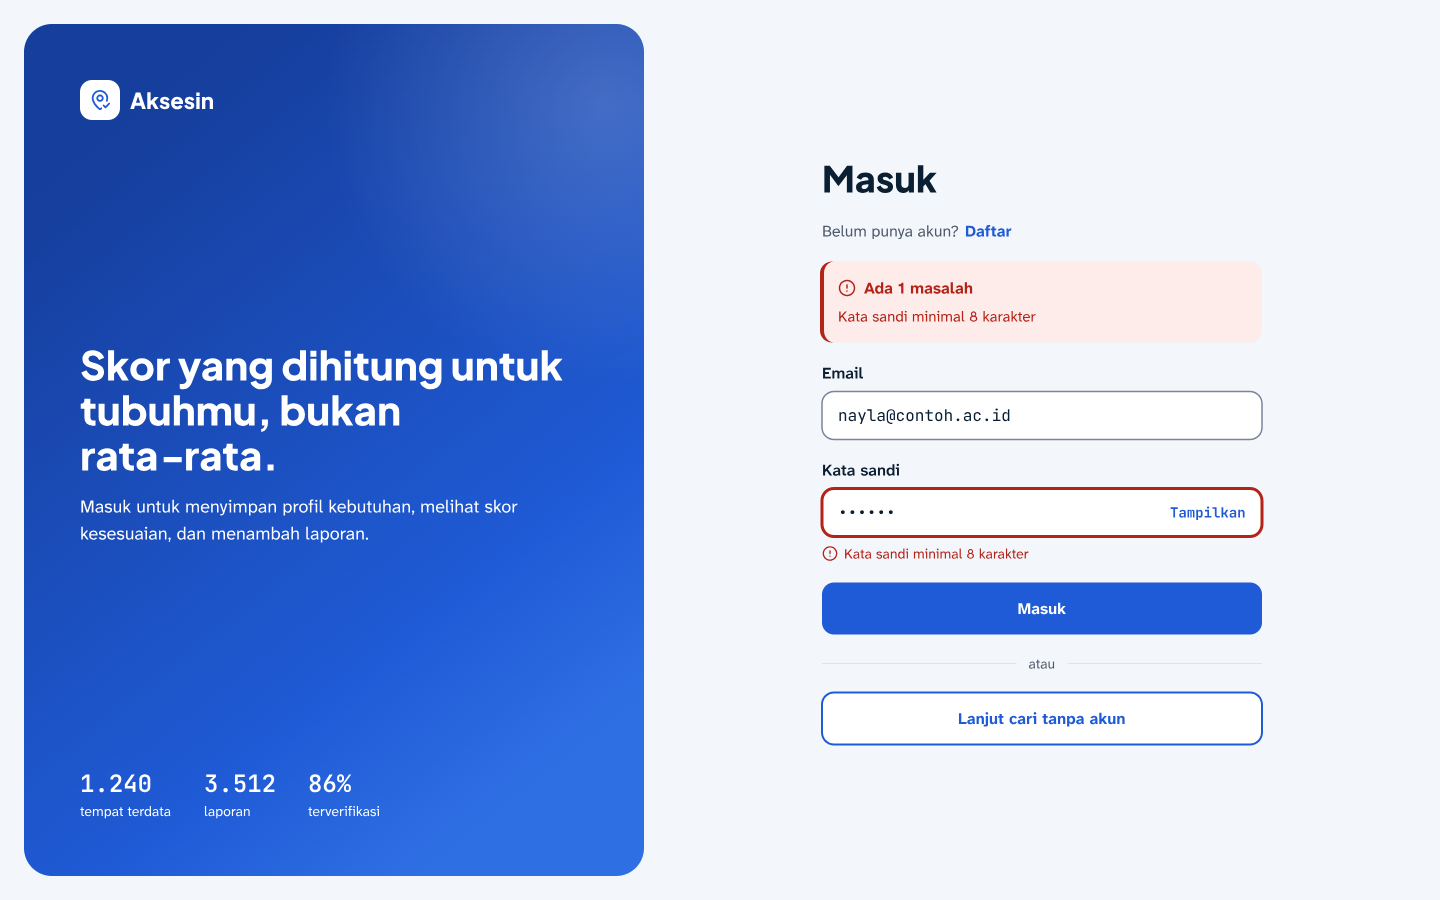 Aksesin
Skor yang dihitung untuk
tubuhmu, bukan
rata-rata.
Masuk untuk menyimpan profil kebutuhan, melihat skor
kesesuaian, dan menambah laporan.
1.240
tempat terdata
3.512
laporan
86%
terverifikasi
Masuk
Belum punya akun? Daftar
Ada 1 masalah
Kata sandi minimal 8 karakter
Email
nayla@contoh.ac.id
Kata sandi
••••••
Tampilkan
Kata sandi minimal 8 karakter
Masuk
atau
Lanjut cari tanpa akun